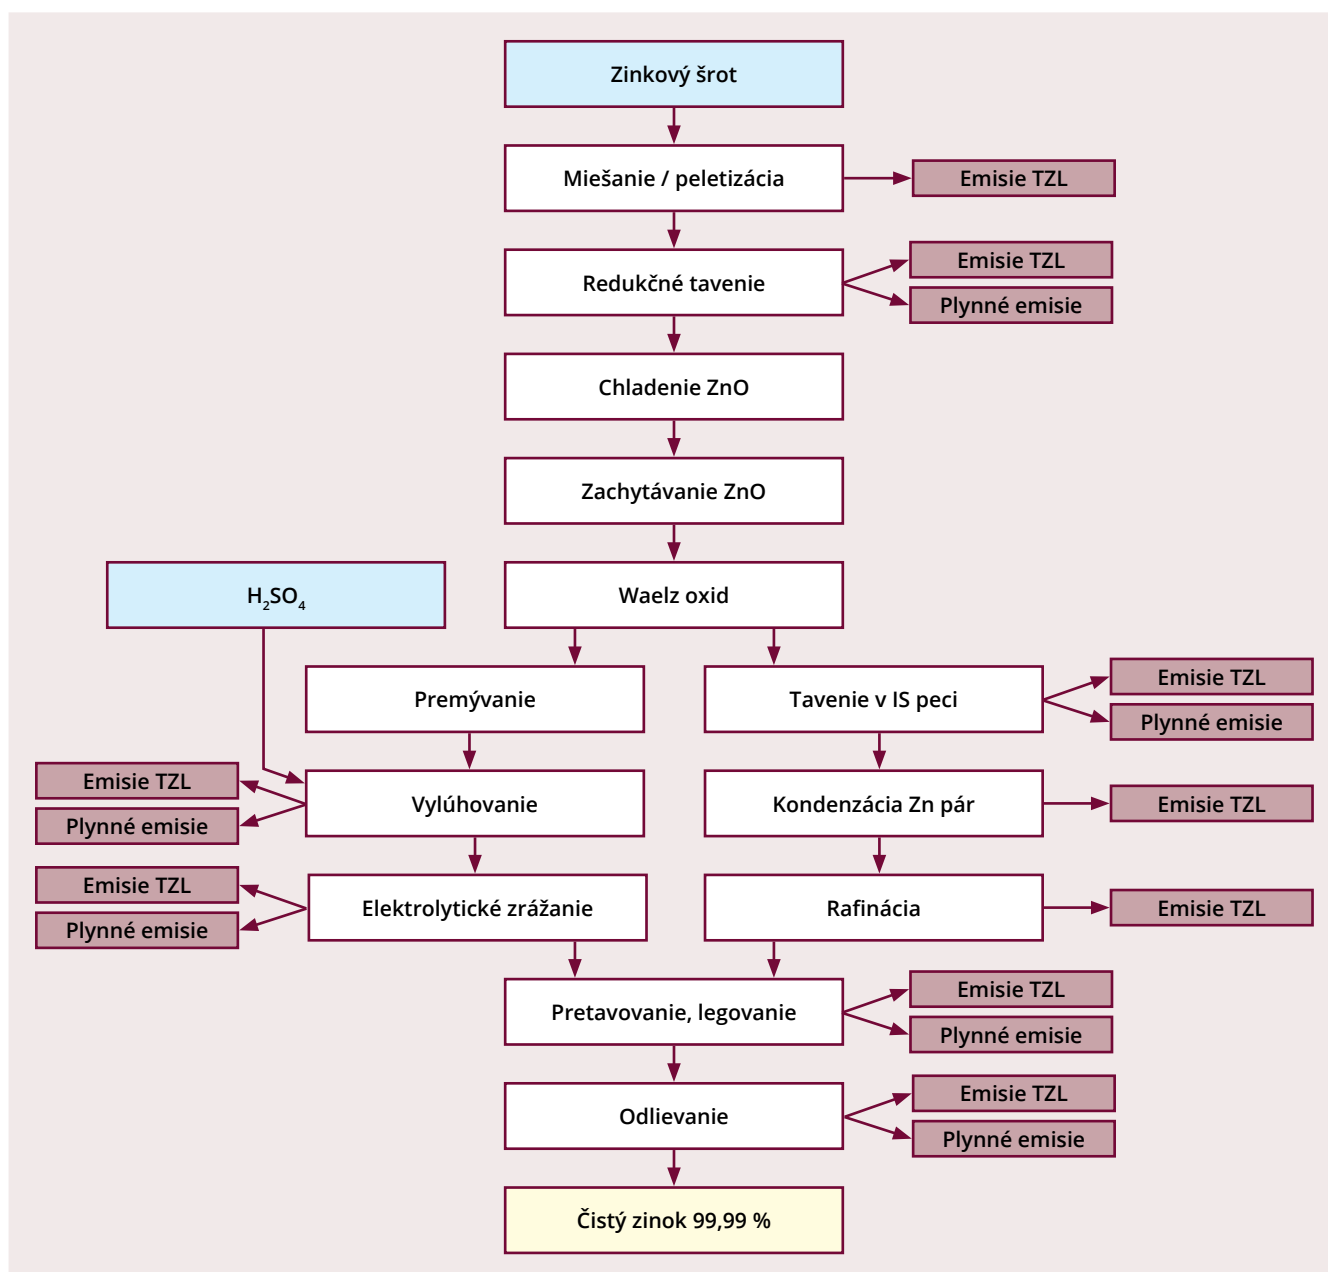 Zinkový šrot
Miešanie / peletizácia
Emisie TZL
Redukčné tavenie
Emisie TZL
Plynné emisie
Chladenie ZnO
Zachytávanie ZnO
H₂SO₄
Waelz oxid
Premývanie
Tavenie v IS peci
Emisie TZL
Plynné emisie
Emisie TZL
Plynné emisie
Vylúhovanie
Kondenzácia Zn pár
Emisie TZL
Emisie TZL
Plynné emisie
Elektrolytické zrážanie
Rafinácia
Emisie TZL
Pretavovanie, legovanie
Emisie TZL
Plynné emisie
Odlievanie
Emisie TZL
Plynné emisie
Čistý zinok 99,99 %